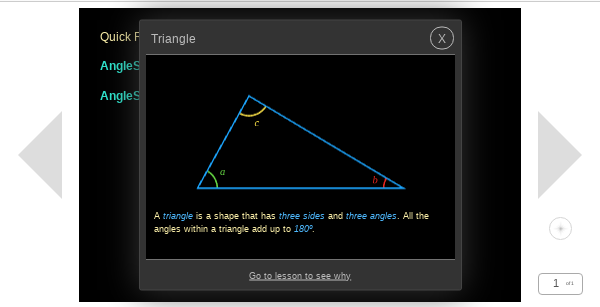 Quick
Triangle
X
AngleS
AngleS
c
a
b
A triangle is a shape that has three sides and three angles. All the
angles within a triangle add up to 180º.
Go to lesson to see why
1 of 1